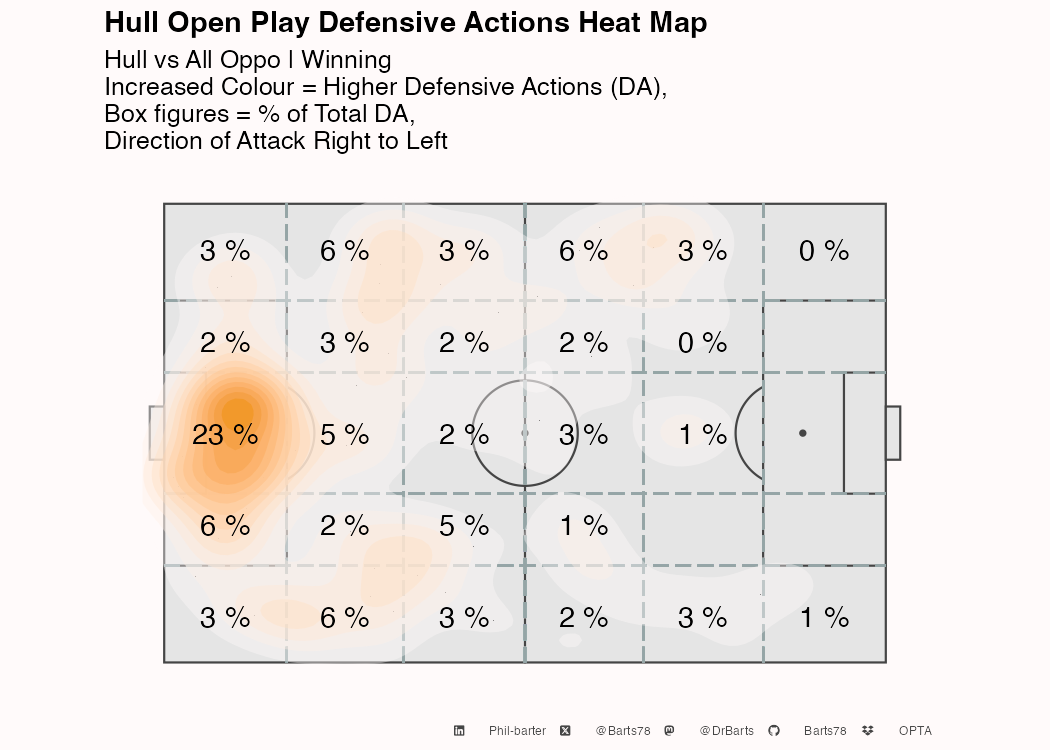 Hull Open Play Defensive Actions Heat Map
Hull vs All Oppo | Winning
Increased Colour = Higher Defensive Actions (DA),
Box figures = % of Total DA,
Direction of Attack Right to Left
3 % 6 % 3 % 6 % 3 % 0 %
2 % 3 % 2 % 2 % 0 %
23 % 5 % 2 % 3 % 1 %
6 % 2 % 5 % 1 %
3 % 6 % 3 % 2 % 3 % 1 %
Phil-barter @Barts78 @DrBarts Barts78 OPTA